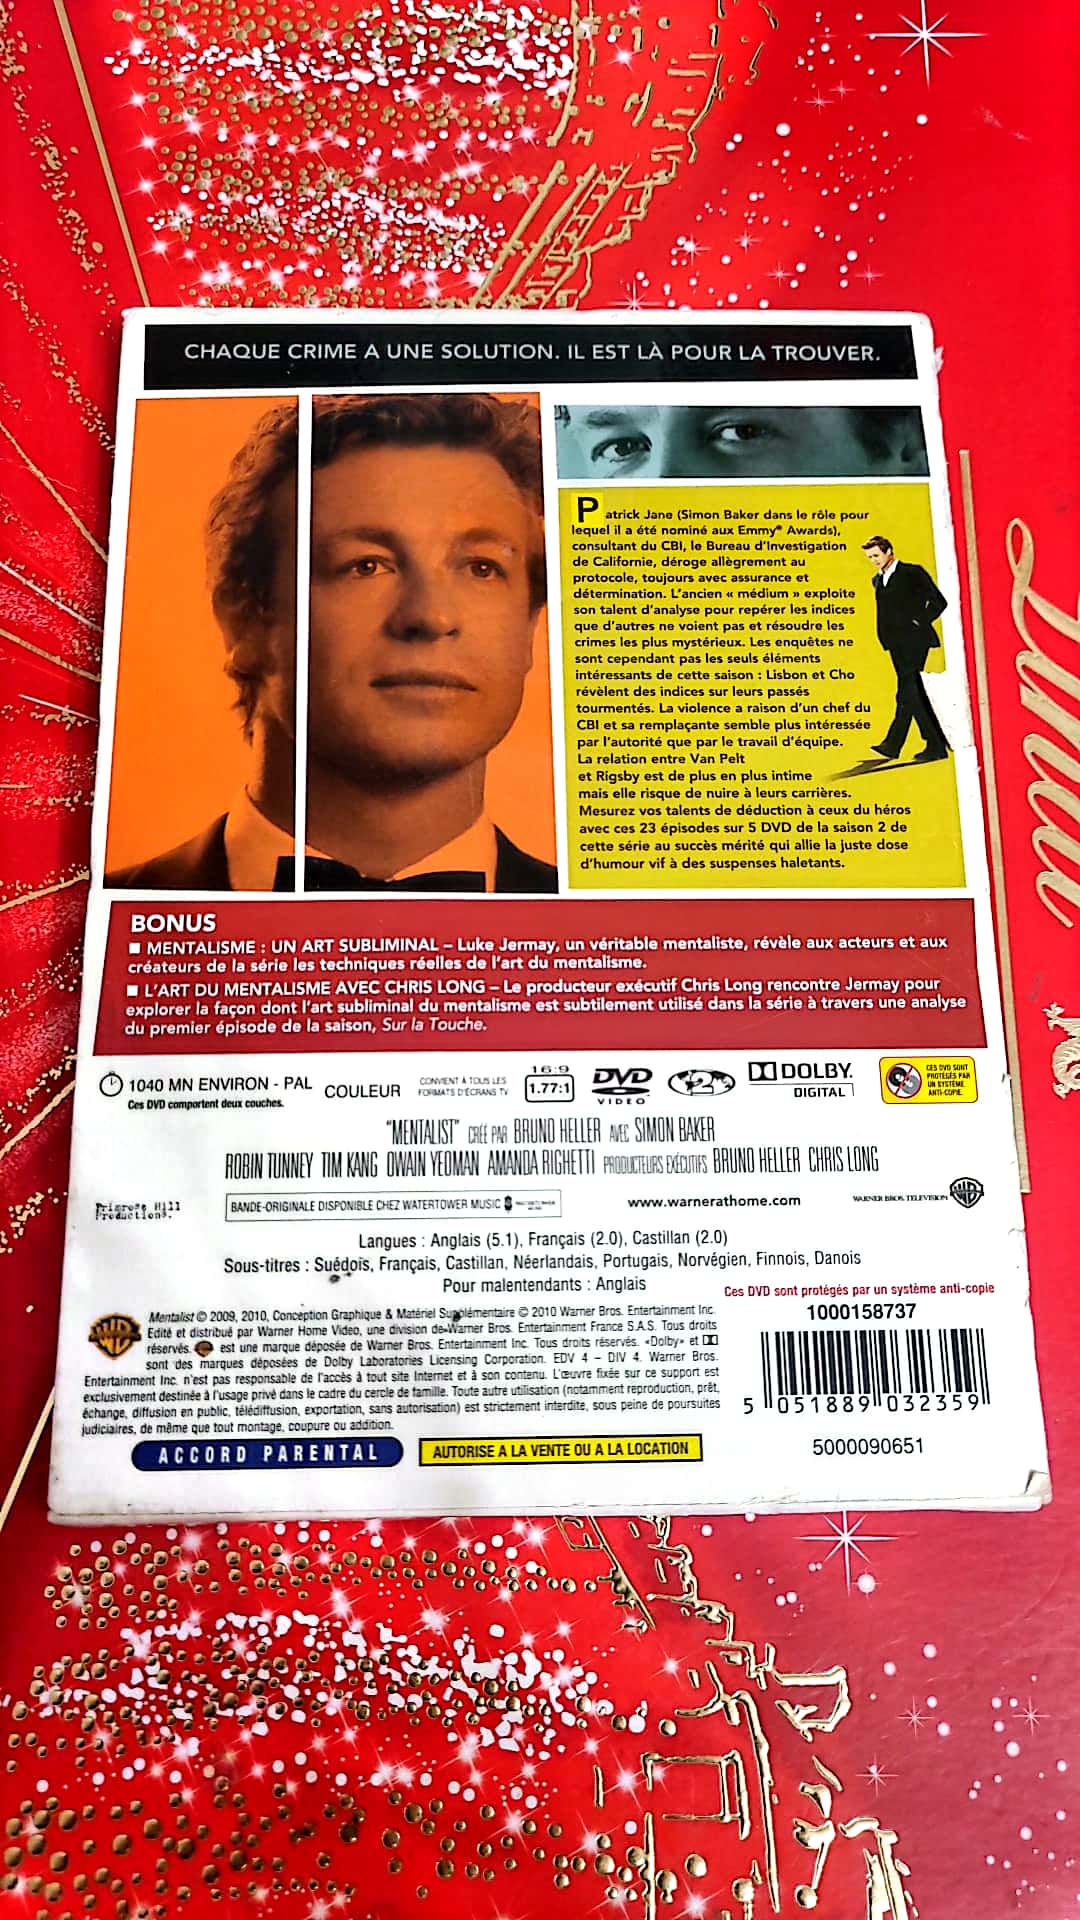 CHAQUE CRIME A UNE SOLUTION. IL EST LÀ POUR LA TROUVER.
Patrick Jane (Simon Baker dans le rôle pour
lequel il a été nominé aux Emmy® Awards),
consultant du CBI, le Bureau d'Investigation
de Californie, déroge allègrement au
protocole, toujours avec assurance et
détermination. L'ancien « médium » exploite
son talent d'analyse pour repérer les indices
que d'autres ne voient pas et résoudre les
crimes les plus mystérieux. Les enquêtes ne
sont cependant pas les seuls éléments
intéressants de cette saison : Lisbon et Cho
révèlent des indices sur leurs passés
tourmentés. La violence a raison d'un chef du
CBI et sa remplaçante semble plus intéressée
par l'autorité que par le travail d'équipe.
La relation entre Van Pelt
et Rigsby est de plus en plus intime
mais elle risque de nuire à leurs carrières.
Mesurez vos talents de déduction à ceux du héros
avec ces 23 épisodes sur 5 DVD de la saison 2 de
cette série au succès mérité qui allie la juste dose
d'humour vif à des suspenses haletants.
BONUS
■ MENTALISME : UN ART SUBLIMINAL – Luke Jermay, un véritable mentaliste, révèle aux acteurs et aux
créateurs de la série les techniques réelles de l'art du mentalisme.
■ L'ART DU MENTALISME AVEC CHRIS LONG – Le producteur exécutif Chris Long rencontre Jermay pour
explorer la façon dont l'art subliminal du mentalisme est subtilement utilisé dans la série à travers une analyse
du premier épisode de la saison, Sur la Touche.
1040 MN ENVIRON - PAL
Ces DVD comportent deux couches.
COULEUR
CONVIENT À TOUS LES
FORMATS D'ÉCRANS TV
16:9
1.77:1
DVD
VIDEO
2
DOLBY
DIGITAL
CES DVD SONT
PROTÉGÉS PAR
UN SYSTÈME
ANTI-COPIE
"MENTALIST" CRÉÉ PAR BRUNO HELLER AVEC SIMON BAKER
ROBIN TUNNEY TIM KANG OWAIN YEOMAN AMANDA RIGHETTI PRODUCTEURS EXÉCUTIFS BRUNO HELLER CHRIS LONG
Primrose Hill
Productions.
BANDE-ORIGINALE DISPONIBLE CHEZ WATERTOWER MUSIC
www.warnerathome.com
WARNER BROS. TELEVISION
Langues : Anglais (5.1), Français (2.0), Castillan (2.0)
Sous-titres : Suédois, Français, Castillan, Néerlandais, Portugais, Norvégien, Finnois, Danois
Pour malentendants : Anglais
Ces DVD sont protégés par un système anti-copie
1000158737
Mentalist © 2009, 2010, Conception Graphique & Matériel Supplémentaire © 2010 Warner Bros. Entertainment Inc.
Edité et distribué par Warner Home Video, une division de Warner Bros. Entertainment France S.A.S. Tous droits
réservés. est une marque déposée de Warner Bros. Entertainment Inc. Tous droits réservés. «Dolby» et
sont des marques déposées de Dolby Laboratories Licensing Corporation. EDV 4 – DIV 4. Warner Bros.
Entertainment Inc. n'est pas responsable de l'accès à tout site Internet et à son contenu. L'œuvre fixée sur ce support est
exclusivement destinée à l'usage privé dans le cadre du cercle de famille. Toute autre utilisation (notamment reproduction, prêt,
échange, diffusion en public, télédiffusion, exportation, sans autorisation) est strictement interdite, sous peine de poursuites
judiciaires, de même que tout montage, coupure ou addition.
5 051889 032359
5000090651
ACCORD PARENTAL
AUTORISE A LA VENTE OU A LA LOCATION